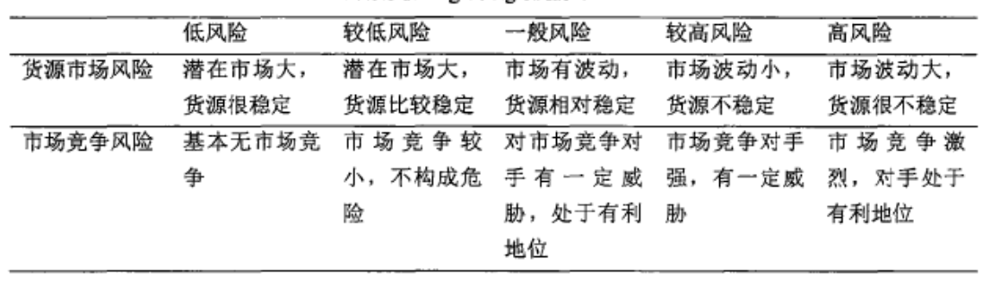 低风险 较低风险 一般风险 较高风险 高风险
货源市场风险 潜在市场大， 潜在市场大， 市场有波动， 市场波动小， 市场波动大，
货源很稳定 货源比较稳定 货源相对稳定 货源不稳定 货源很不稳定
市场竞争风险 基本无市场竞 市场竞争较 对市场竞争对 市场竞争对手 市场竞争激
争 小，不构成危 手有一定威 强，有一定威 烈，对手处于
险 胁，处于有利 胁 有利地位
地位